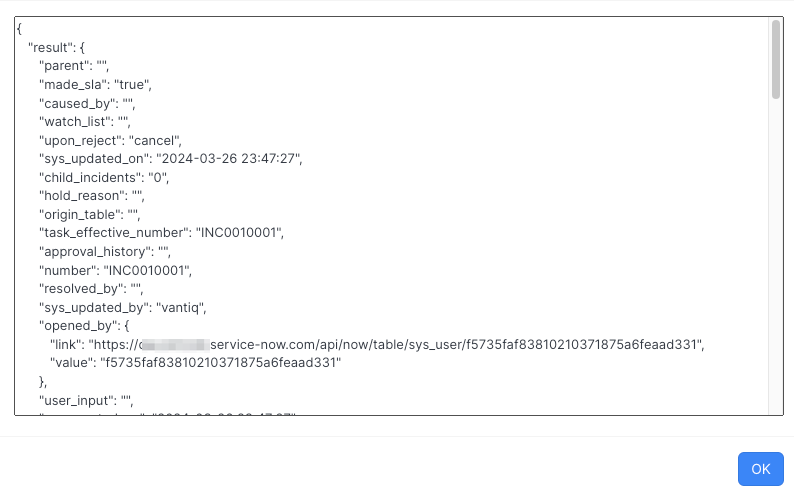 {
"result": {
"parent": "",
"made_sla": "true",
"caused_by": "",
"watch_list": "",
"upon_reject": "cancel",
"sys_updated_on": "2024-03-26 23:47:27",
"child_incidents": "0",
"hold_reason": "",
"origin_table": "",
"task_effective_number": "INC0010001",
"approval_history": "",
"number": "INC0010001",
"resolved_by": "",
"sys_updated_by": "vantiq",
"opened_by": {
"link": "https:// service-now.com/api/now/table/sys_user/f5735faf83810210371875a6feaad331",
"value": "f5735faf83810210371875a6feaad331"
},
"user_input": "",
OK